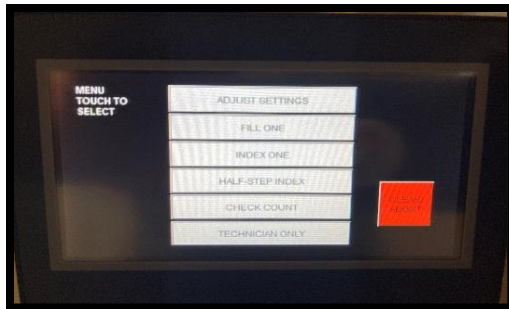 MENU
TOUCH TO
SELECT
ADJUST SETTINGS
FILL ONE
INDEX ONE
HALF-STEP INDEX
CHECK COUNT
TECHNICIAN ONLY